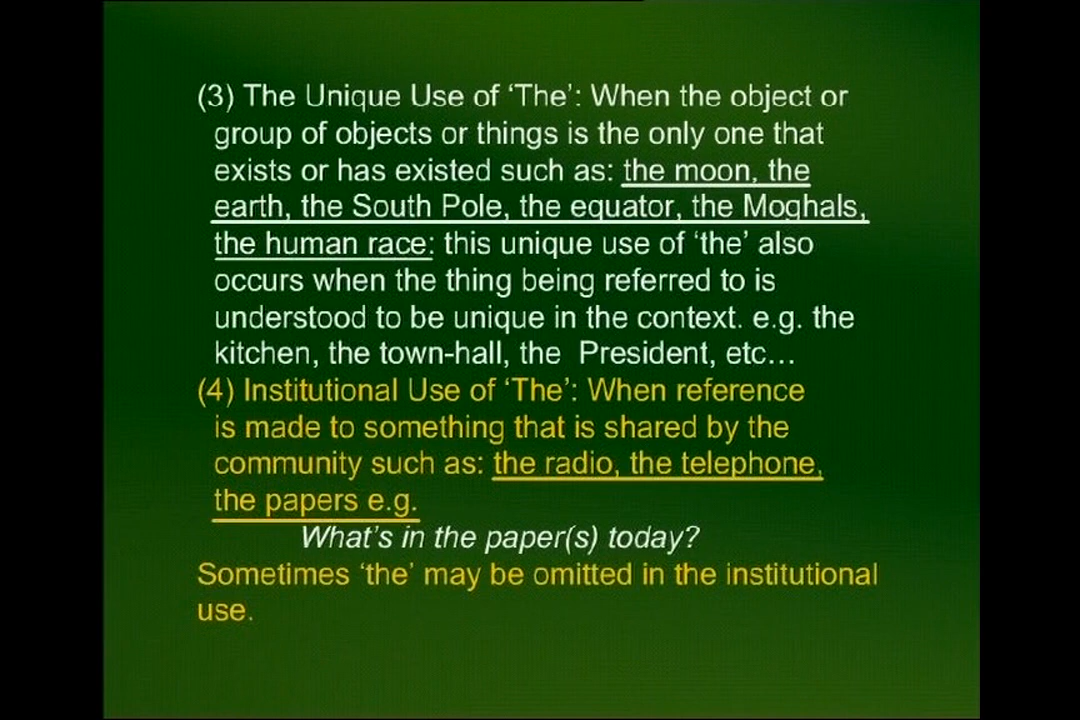 (3) The Unique Use of ‘The’: When the object or
group of objects or things is the only one that
exists or has existed such as: the moon, the
earth, the South Pole, the equator, the Moghals,
the human race: this unique use of ‘the’ also
occurs when the thing being referred to is
understood to be unique in the context. e.g. the
kitchen, the town-hall, the  President, etc…
(4) Institutional Use of ‘The’: When reference
is made to something that is shared by the
community such as: the radio, the telephone,
the papers e.g.
What’s in the paper(s) today?
Sometimes ‘the’ may be omitted in the institutional
use.